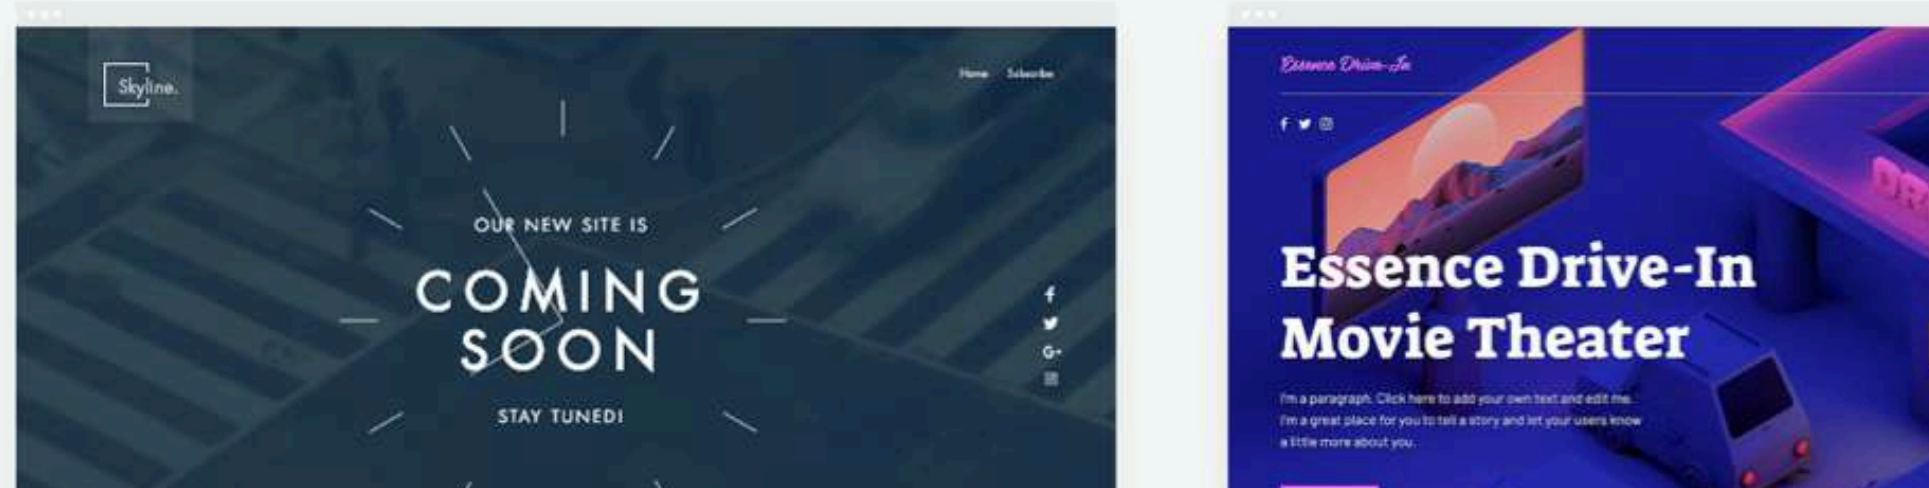 Skyline.
Home Subscribe
OUR NEW SITE IS
COMING
SOON
STAY TUNED!
G+
Essence Drive-In
Essence Drive-In
Movie Theater
I'm a paragraph. Click here to add your own text and edit me.
I'm a great place for you to tell a story and let your users know
a little more about you.
DR